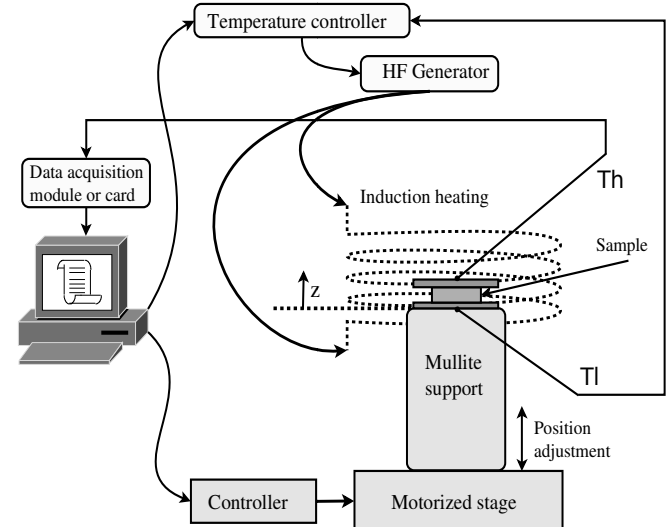 Temperature controller
HF Generator
Data acquisition
module or card
Th
Induction heating
Sample
z
Mullite
support
Tl
Position
adjustment
Controller
Motorized stage